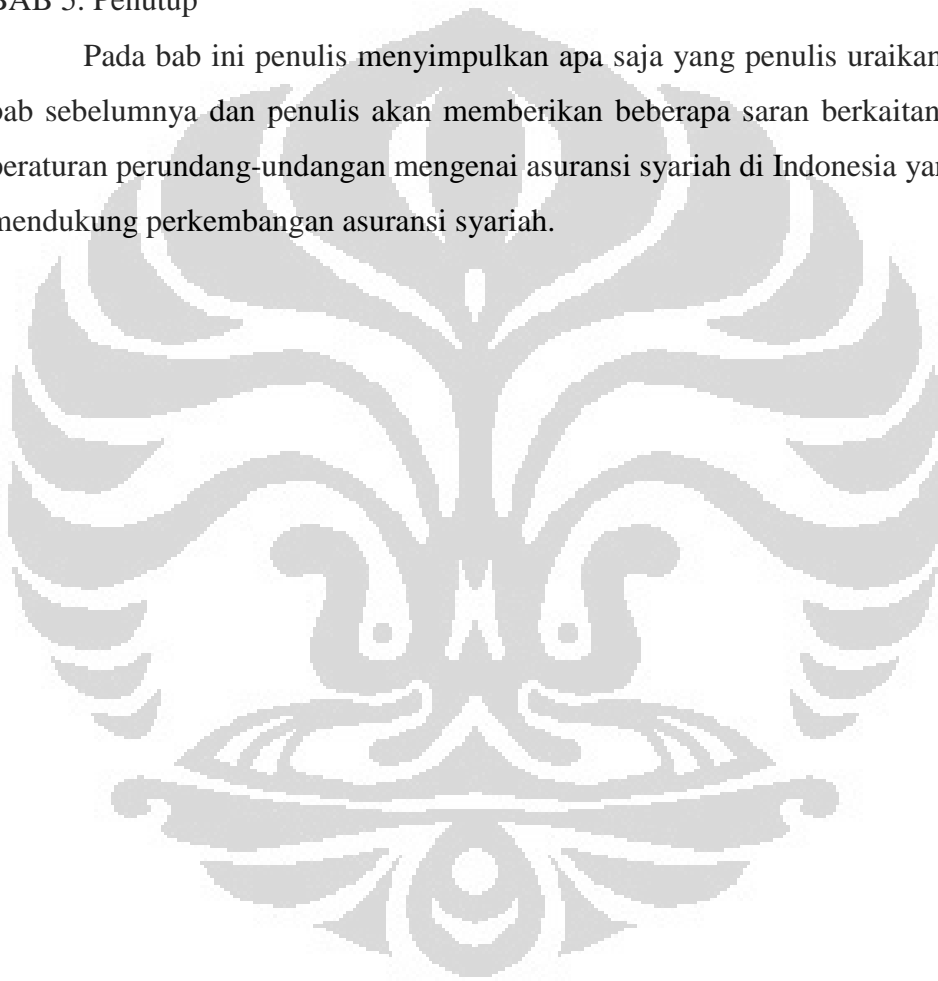 BAB 5. Penutup
Pada bab ini penulis menyimpulkan apa saja yang penulis uraikan
bab sebelumnya dan penulis akan memberikan beberapa saran berkaitan
peraturan perundang-undangan mengenai asuransi syariah di Indonesia
mendukung perkembangan asuransi syariah.